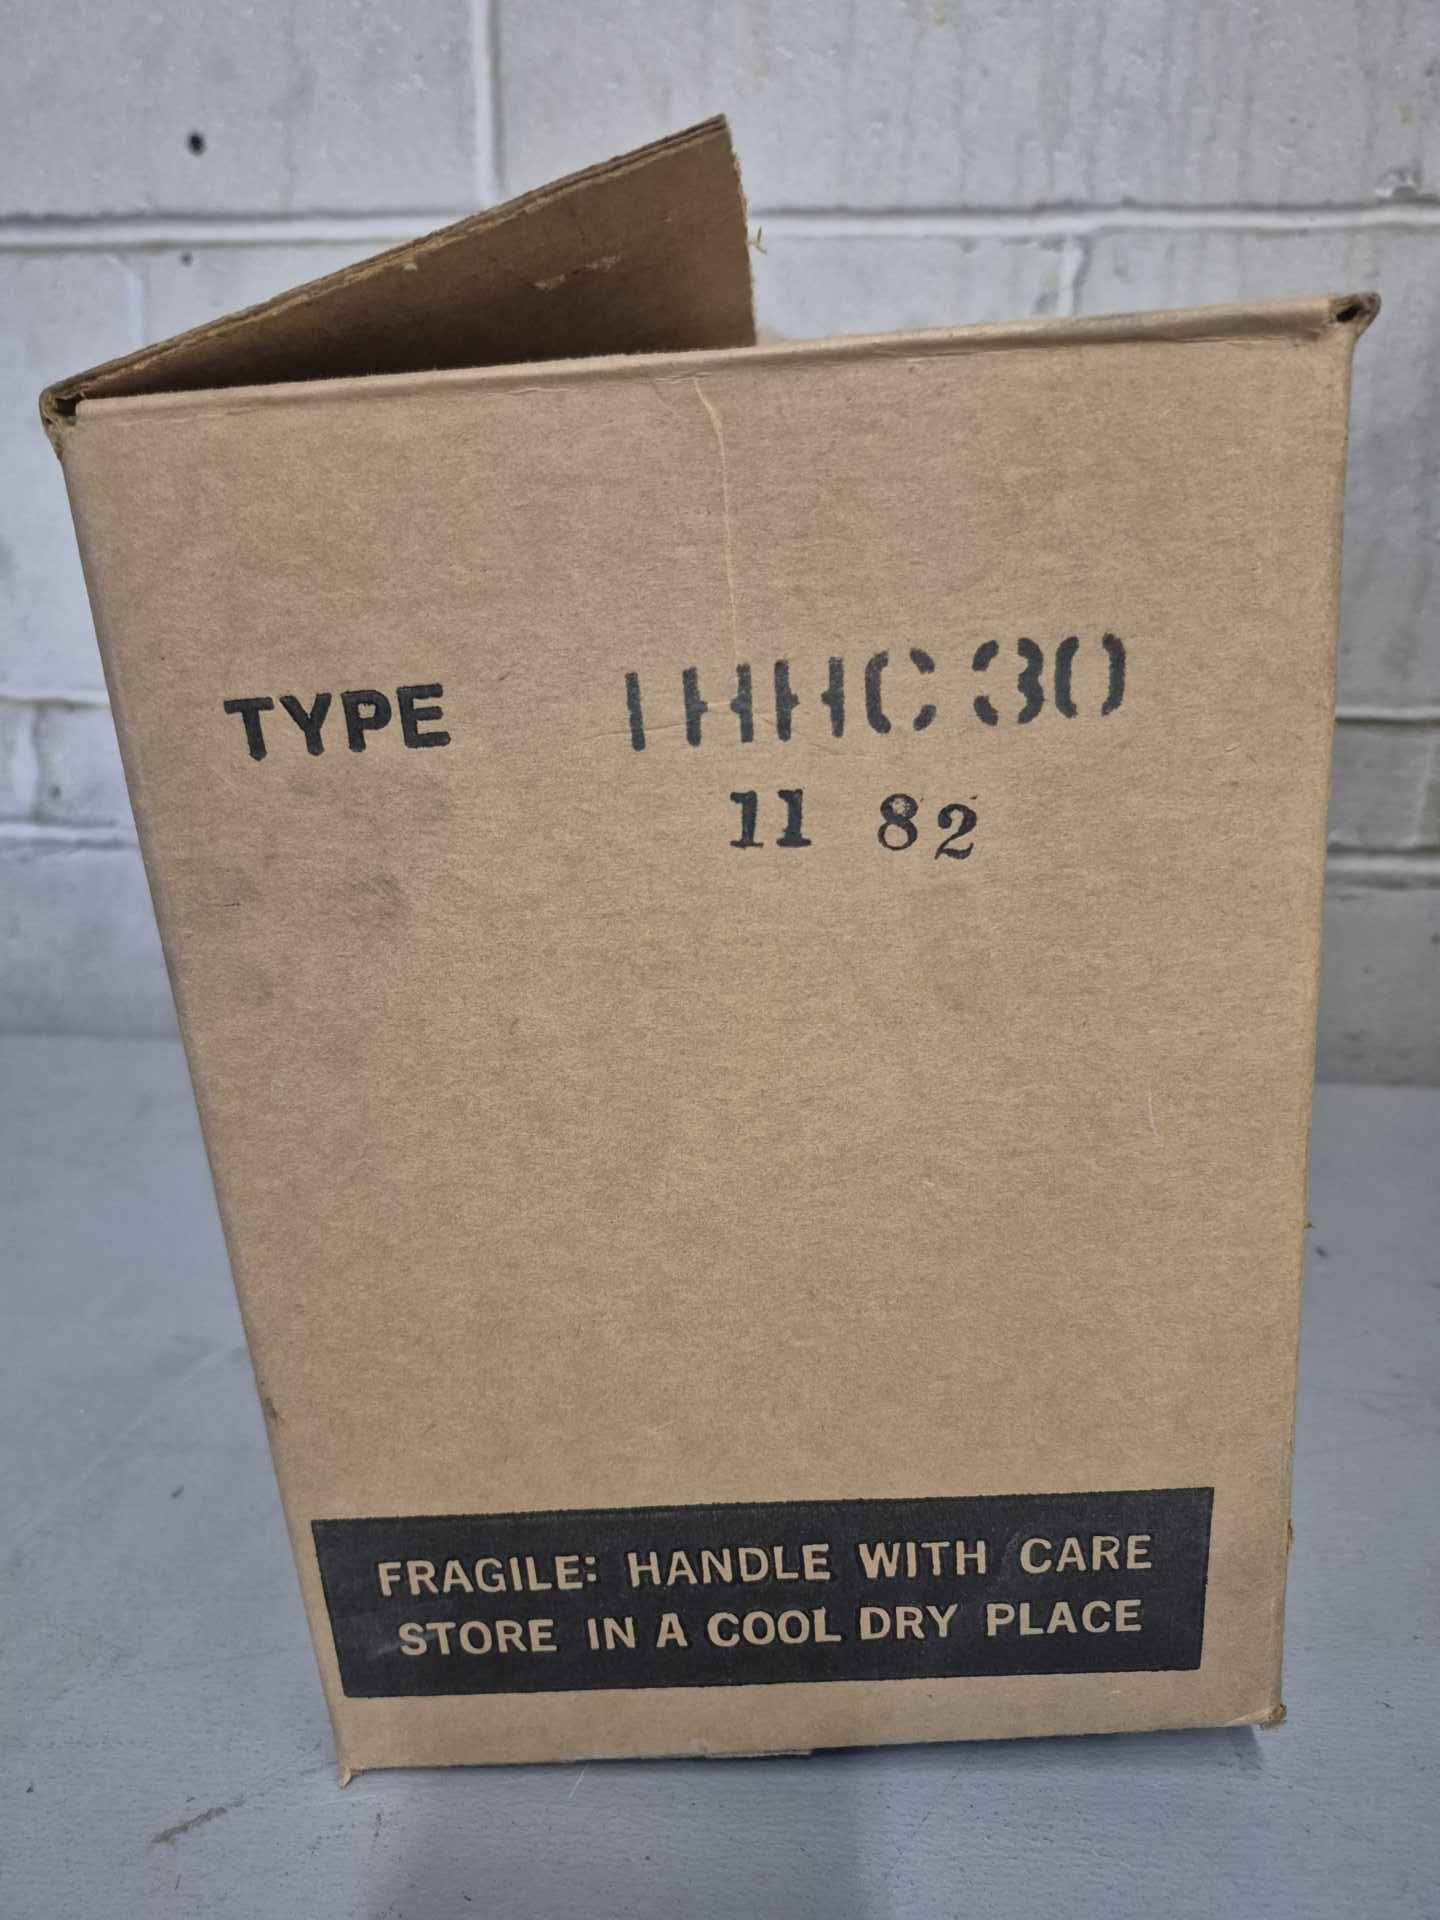 TYPE 1HHC30
11 82
FRAGILE: HANDLE WITH CARE
STORE IN A COOL DRY PLACE